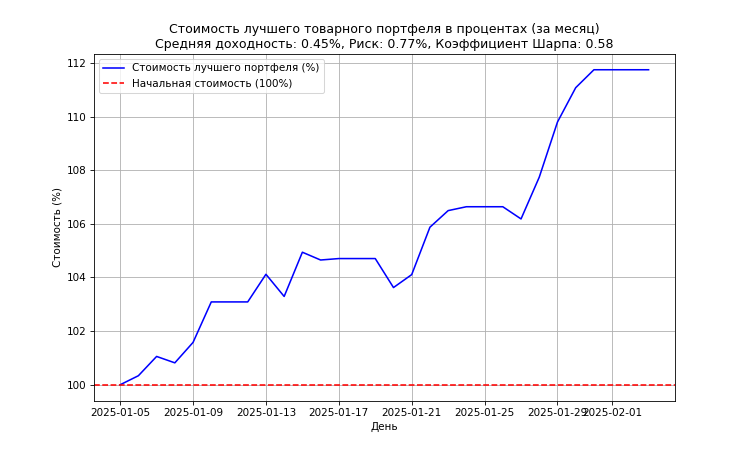 Стоимость лучшего товарного портфеля в процентах (за месяц)
Средняя доходность: 0.45%, Риск: 0.77%, Коэффициент Шарпа: 0.58
Стоимость лучшего портфеля (%)
Начальная стоимость (100%)
Стоимость (%)
112
110
108
106
104
102
100
2025-01-05 2025-01-09 2025-01-13 2025-01-17 2025-01-21 2025-01-25 2025-01-29 2025-02-01
День